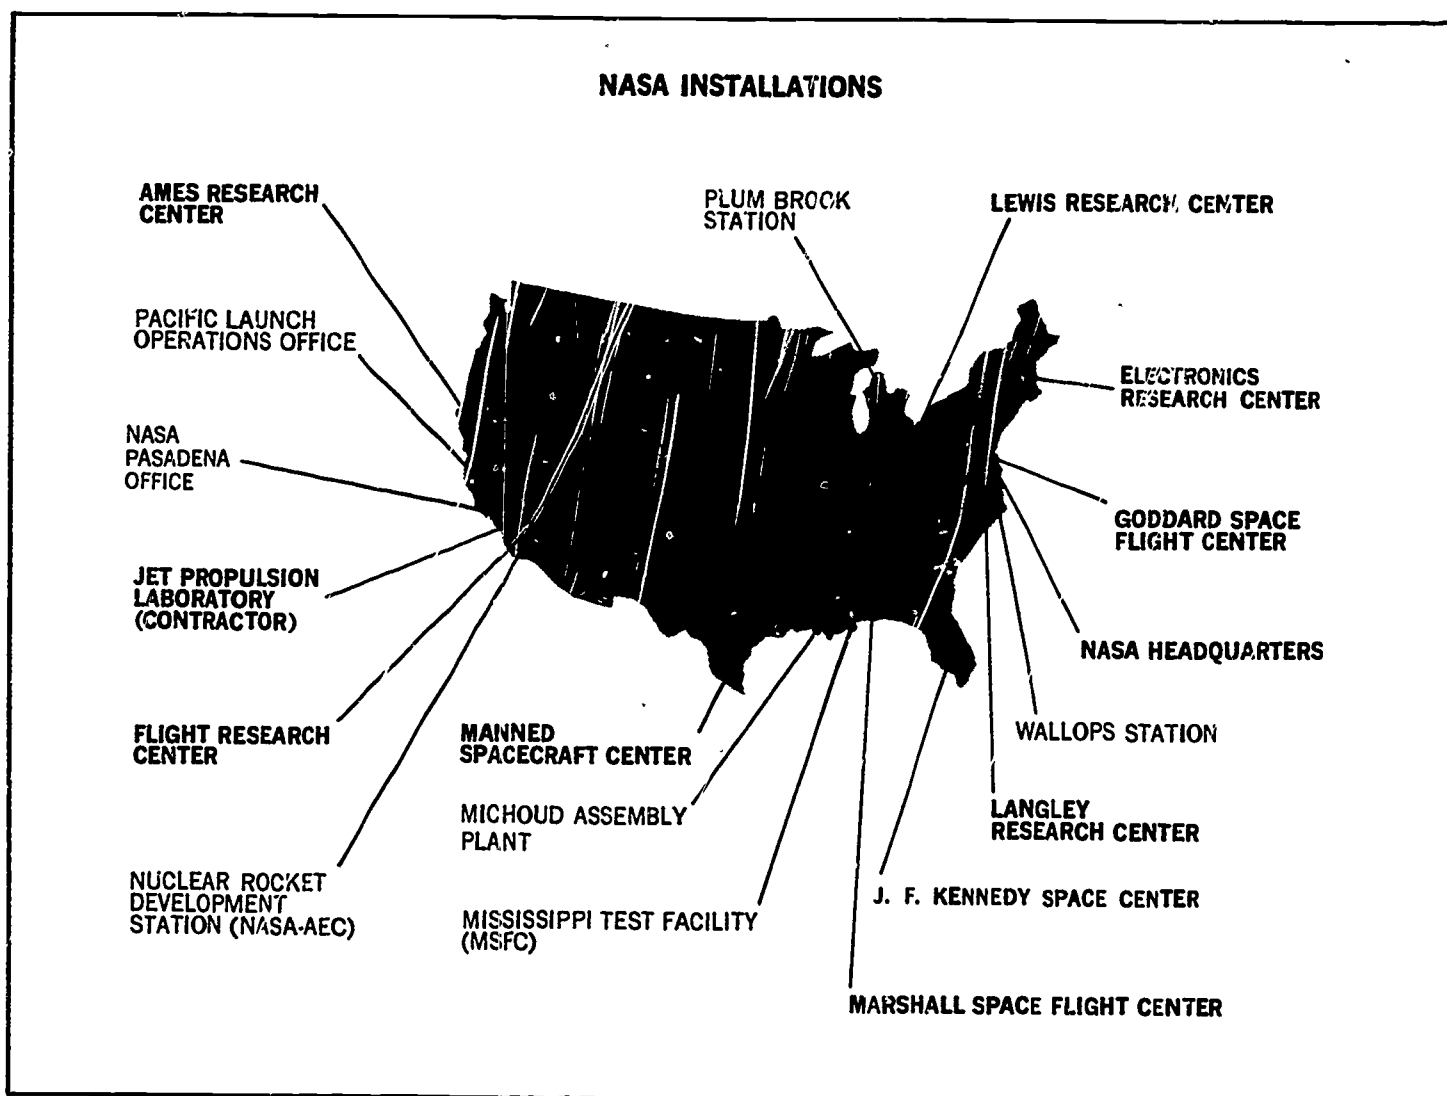 NASA INSTALLATIONS
AMES RESEARCH
CENTER
PLUM BROOK
STATION
LEWIS RESEARCH CENTER
PACIFIC LAUNCH
OPERATIONS OFFICE
ELECTRONICS
RESEARCH CENTER
NASA
PASADENA
OFFICE
GODDARD SPACE
FLIGHT CENTER
JET PROPULSION
LABORATORY
(CONTRACTOR)
NASA HEADQUARTERS
FLIGHT RESEARCH
CENTER
MANNED
SPACECRAFT CENTER
WALLOPS STATION
MICHOUD ASSEMBLY
PLANT
LANGLEY
RESEARCH CENTER
NUCLEAR ROCKET
DEVELOPMENT
STATION (NASA-AEC)
MISSISSIPPI TEST FACILITY
(MSFC)
J. F. KENNEDY SPACE CENTER
MARSHALL SPACE FLIGHT CENTER